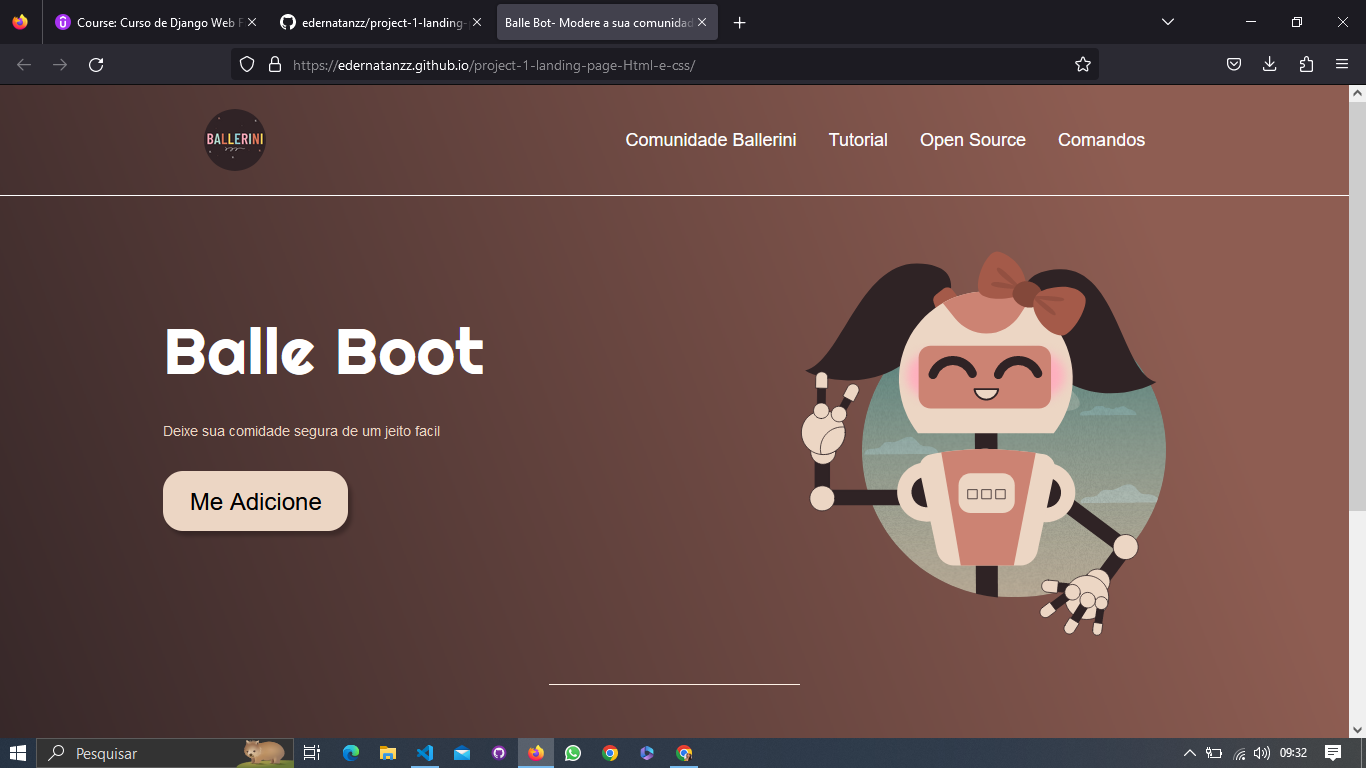 Course: Curso de Django Web F
edernatanzz/project-1-landing-
Balle Bot- Modere a sua comunidad
https://edernatanzz.github.io/project-1-landing-page-Html-e-css/
BALLERINI
Comunidade Ballerini
Tutorial
Open Source
Comandos
Balle Boot
Deixe sua comidade segura de um jeito facil
Me Adicione
Pesquisar
09:32